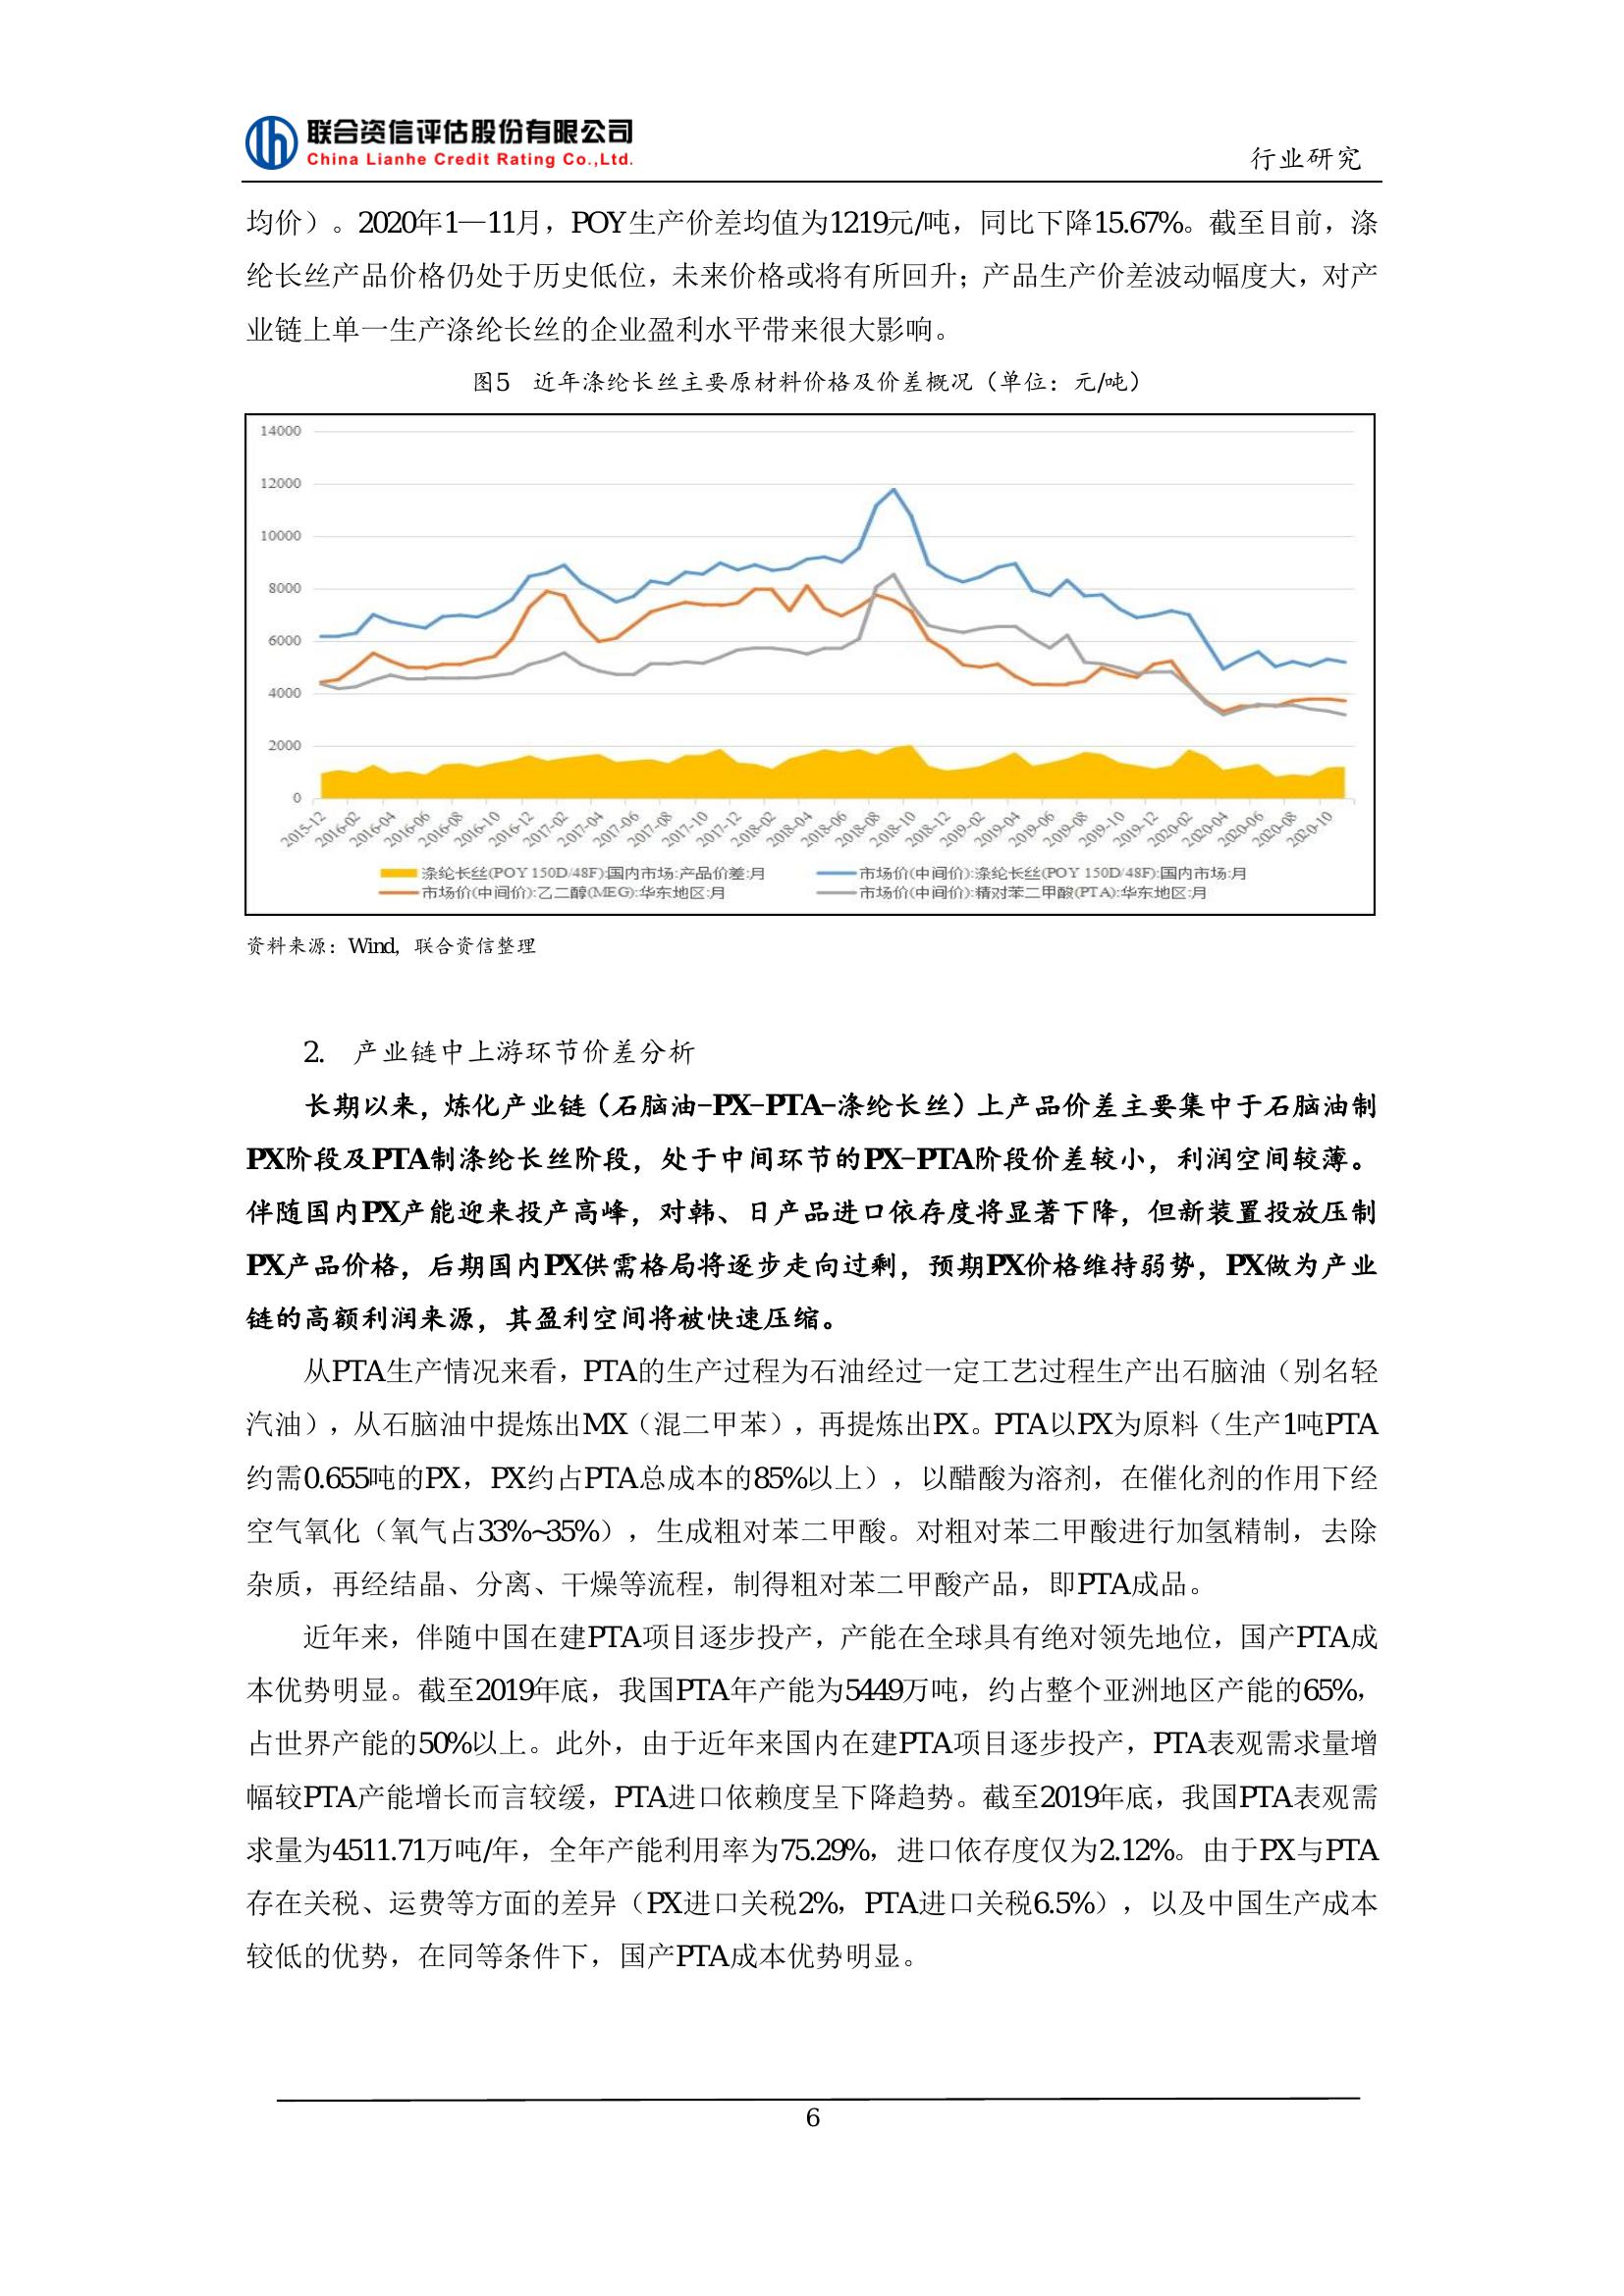 联合资信评估股份有限公司
China Lianhe Credit Rating Co.,Ltd.
行业研究
均价）。2020年1—11月，POY生产价差均值为1219元/吨，同比下降15.67%。截至目前，涤
纶长丝产品价格仍处于历史低位，未来价格或将有所回升；产品生产价差波动幅度大，对产
业链上单一生产涤纶长丝的企业盈利水平带来很大影响。
图5 近年涤纶长丝主要原材料价格及价差概况（单位：元/吨）
14000
12000
10000
8000
6000
4000
2000
0
2015-12 2016-02 2016-04 2016-06 2016-08 2016-10 2016-12 2017-02 2017-04 2017-06 2017-08 2017-10 2017-12 2018-02 2018-04 2018-06 2018-08 2018-10 2018-12 2019-02 2019-04 2019-06 2019-08 2019-10 2019-12 2020-02 2020-04 2020-06 2020-08 2020-10
涤纶长丝(POY 150D/48F):国内市场:产品价差:月 市场价(中间价):涤纶长丝(POY 150D/48F):国内市场:月
市场价(中间价):乙二醇(MEG):华东地区:月 市场价(中间价):精对苯二甲酸(PTA):华东地区:月
资料来源：Wind，联合资信整理
2. 产业链中上游环节价差分析
长期以来，炼化产业链（石脑油–PX–PTA–涤纶长丝）上产品价差主要集中于石脑油制
PX阶段及PTA制涤纶长丝阶段，处于中间环节的PX–PTA阶段价差较小，利润空间较薄。
伴随国内PX产能迎来投产高峰，对韩、日产品进口依存度将显著下降，但新装置投放压制
PX产品价格，后期国内PX供需格局将逐步走向过剩，预期PX价格维持弱势，PX做为产业
链的高额利润来源，其盈利空间将被快速压缩。
从PTA生产情况来看，PTA的生产过程为石油经过一定工艺过程生产出石脑油（别名轻
汽油），从石脑油中提炼出MX（混二甲苯），再提炼出PX。PTA以PX为原料（生产1吨PTA
约需0.655吨的PX，PX约占PTA总成本的85%以上），以醋酸为溶剂，在催化剂的作用下经
空气氧化（氧气占33%~35%），生成粗对苯二甲酸。对粗对苯二甲酸进行加氢精制，去除
杂质，再经结晶、分离、干燥等流程，制得粗对苯二甲酸产品，即PTA成品。
近年来，伴随中国在建PTA项目逐步投产，产能在全球具有绝对领先地位，国产PTA成
本优势明显。截至2019年底，我国PTA年产能为5449万吨，约占整个亚洲地区产能的65%，
占世界产能的50%以上。此外，由于近年来国内在建PTA项目逐步投产，PTA表观需求量增
幅较PTA产能增长而言较缓，PTA进口依赖度呈下降趋势。截至2019年底，我国PTA表观需
求量为4511.71万吨/年，全年产能利用率为75.29%，进口依存度仅为2.12%。由于PX与PTA
存在关税、运费等方面的差异（PX进口关税2%，PTA进口关税6.5%），以及中国生产成本
较低的优势，在同等条件下，国产PTA成本优势明显。
6